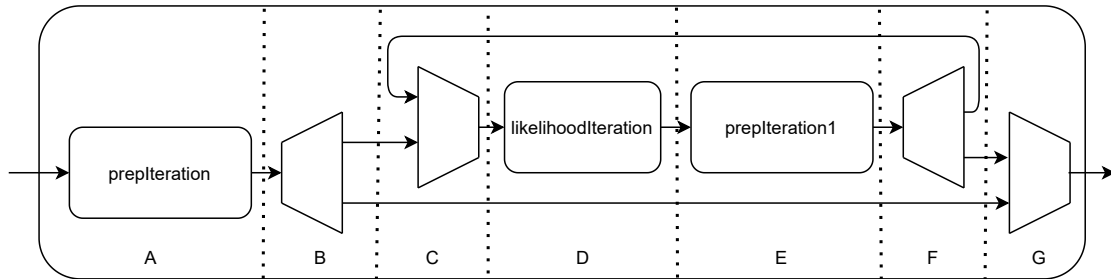 likelihoodIteration
prepIteration1
prepIteration
A
B
C
D
E
F
G